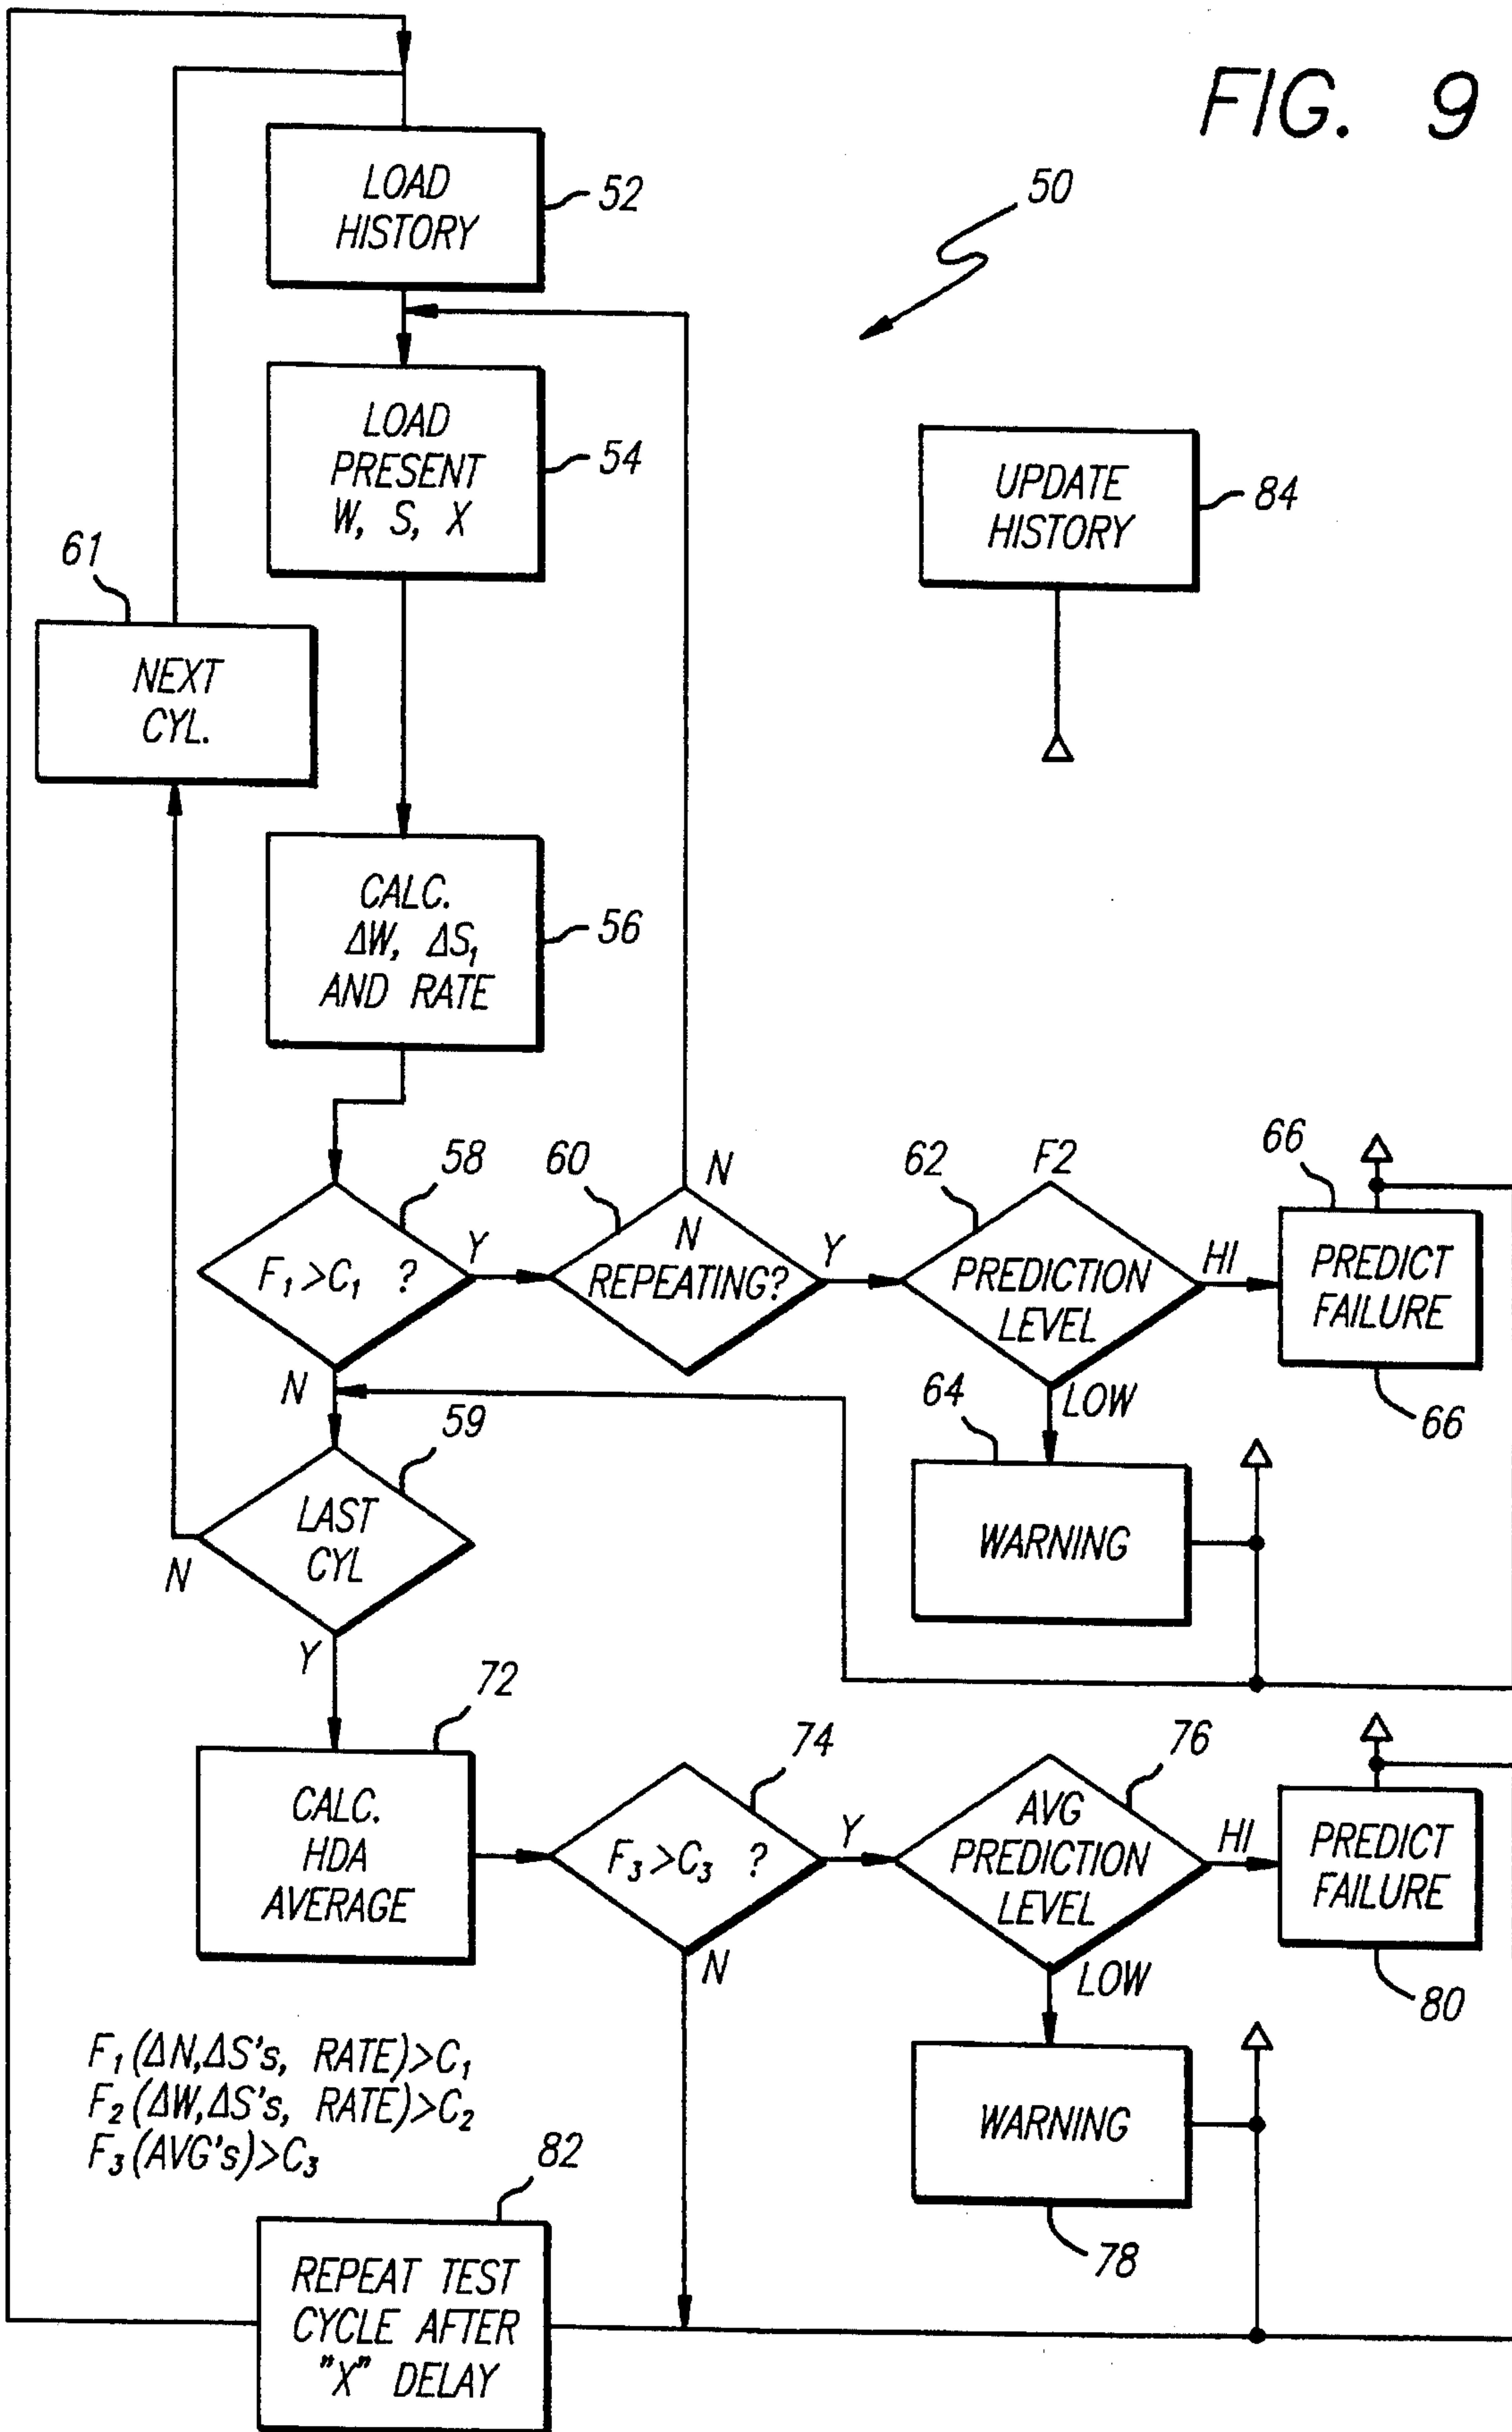 FIG. 9
50
LOAD
HISTORY
52
LOAD
PRESENT
W, S, X
54
UPDATE
HISTORY
84
61
NEXT
CYL.
CALC.
ΔW, ΔS₁
AND RATE
56
58
F₁>C₁ ?
Y
N
60
N
N
REPEATING?
Y
62
F2
PREDICTION
LEVEL
HI
LOW
66
PREDICT
FAILURE
66
64
WARNING
59
LAST
CYL
N
Y
72
CALC.
HDA
AVERAGE
74
F₃>C₃ ?
Y
N
76
AVG
PREDICTION
LEVEL
HI
LOW
PREDICT
FAILURE
80
WARNING
78
F₁(ΔN,ΔS's, RATE)>C₁
F₂(ΔW,ΔS's, RATE)>C₂
F₃(AVG's)>C₃
82
REPEAT TEST
CYCLE AFTER
"X" DELAY